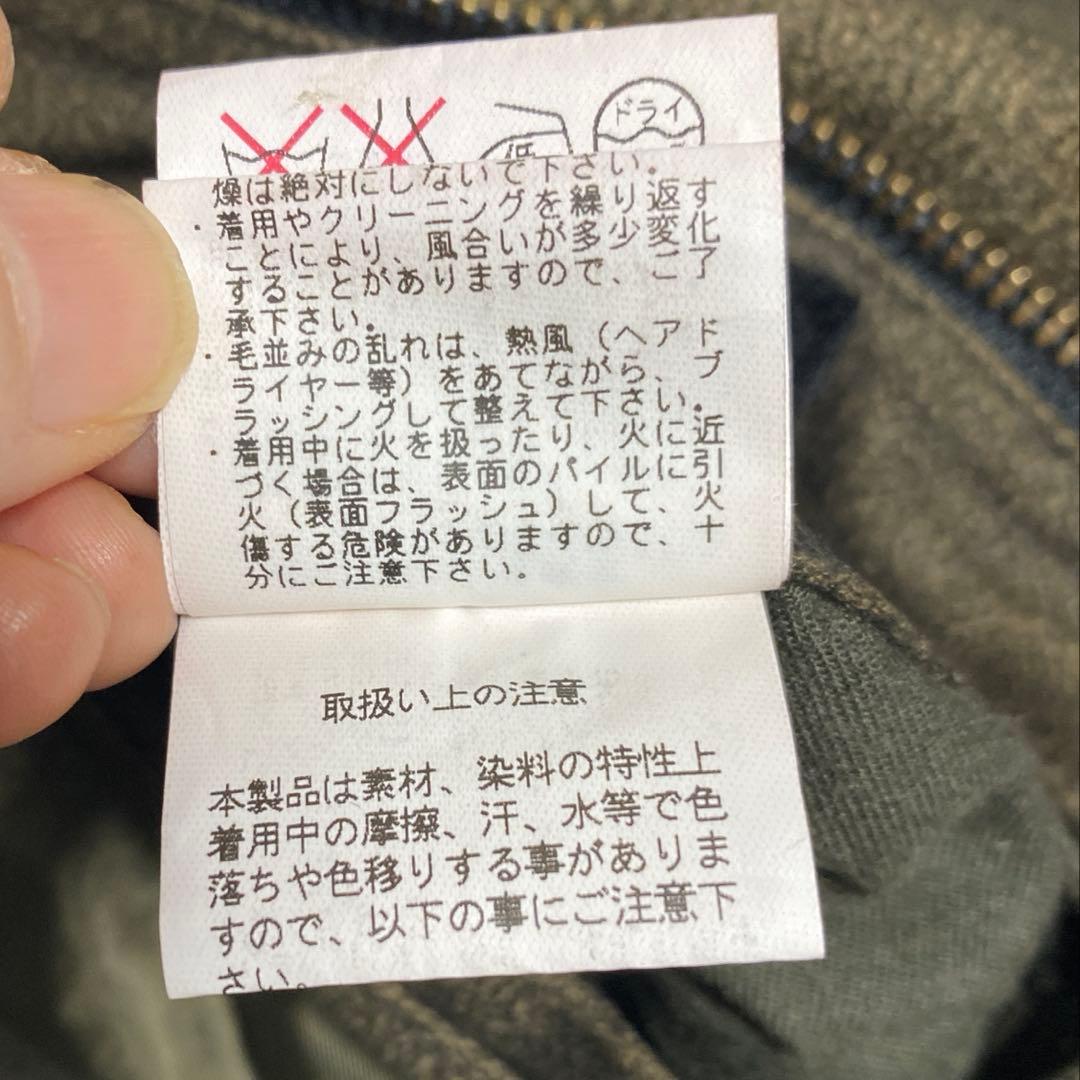 ドライ
低
燥は絶対にしないで下さい。
・着用やクリーニングを繰り返す
ことにより、風合いが多少変化
することがありますので、ご了
承下さい。
・毛並みの乱れは、熱風（ヘアド
ライヤー等）をあてながら、ブ
ラッシングして整えて下さい。
・着用中に火を扱ったり、火に近
づく場合は、表面のパイルに引
火（表面フラッシュ）して、火
傷する危険がありますので、十
分にご注意下さい。
取扱い上の注意
本製品は素材、染料の特性上
着用中の摩擦、汗、水等で色
落ちや色移りする事がありま
すので、以下の事にご注意下
さい。